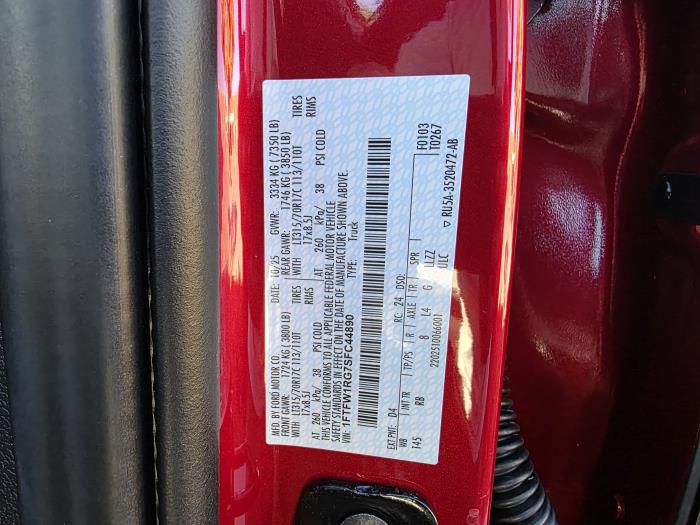 MFD. BY FORD MOTOR CO. DATE: 10/25 GVWR: 3334 KG (7350 LB)
FRONT GAWR: 1724 KG (3800 LB) REAR GAWR: 1746 KG (3850 LB)
LT315/70R17C 113/110T TIRES WITH LT315/70R17C 113/110T TIRES
17x8.5J RIMS 17x8.5J RIMS
AT 260 kPa/ 38 PSI COLD AT 260 kPa/ 38 PSI COLD
THIS VEHICLE CONFORMS TO ALL APPLICABLE FEDERAL MOTOR VEHICLE
SAFETY STANDARDS IN EFFECT ON THE DATE OF MANUFACTURE SHOWN ABOVE.
VIN: 1FTFW1RG7SFC44890 TYPE: Truck
F0103
T0267
EXT PNT: D4 RC: 24 DSO:
WB INT TR TP/PS R AXLE TR SPR
145 RB 8 L4 G LLZZ
ULC
2202510066001
▽ RU5A-3520472-AB